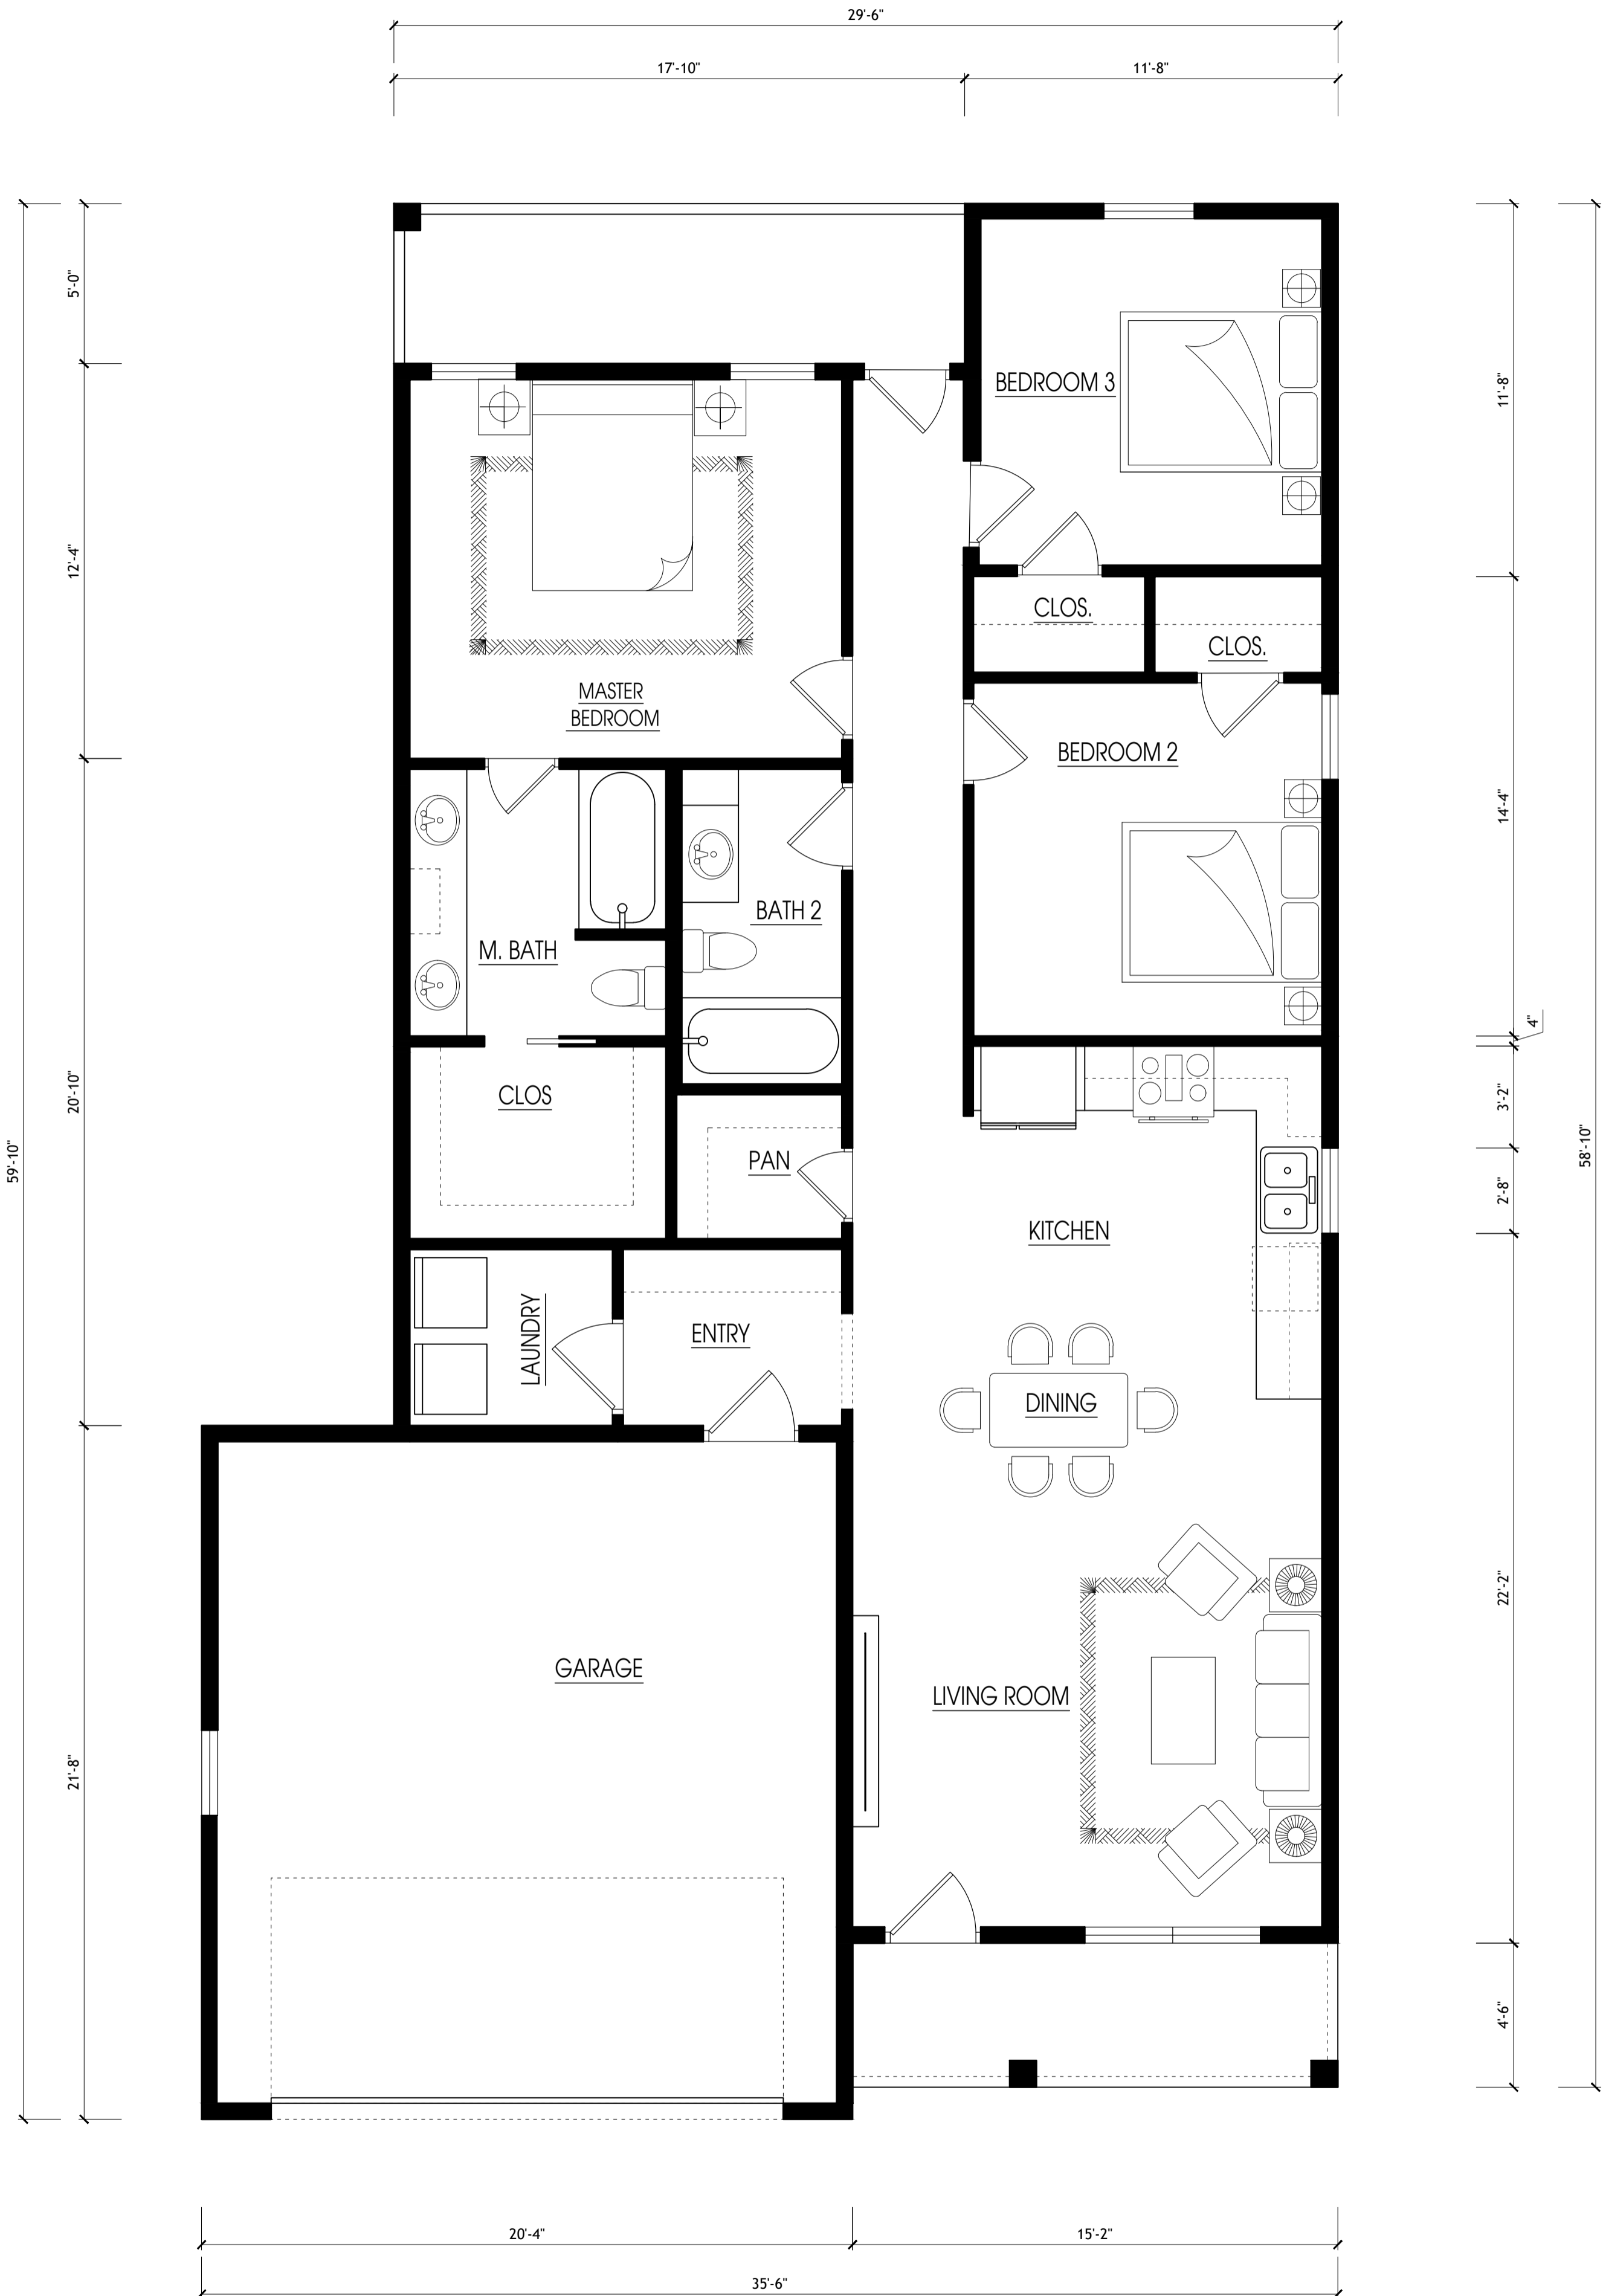 29'-6"
17'-10"
11'-8"
5'-0"
12'-4"
20'-10"
59'-10"
21'-8"
11'-8"
14'-4"
4"
3'-2"
2'-8"
58'-10"
22'-2"
4'-6"
BEDROOM 3
CLOS.
CLOS.
MASTER
BEDROOM
BEDROOM 2
BATH 2
M. BATH
CLOS
PAN
KITCHEN
LAUNDRY
ENTRY
DINING
GARAGE
LIVING ROOM
20'-4"
15'-2"
35'-6"